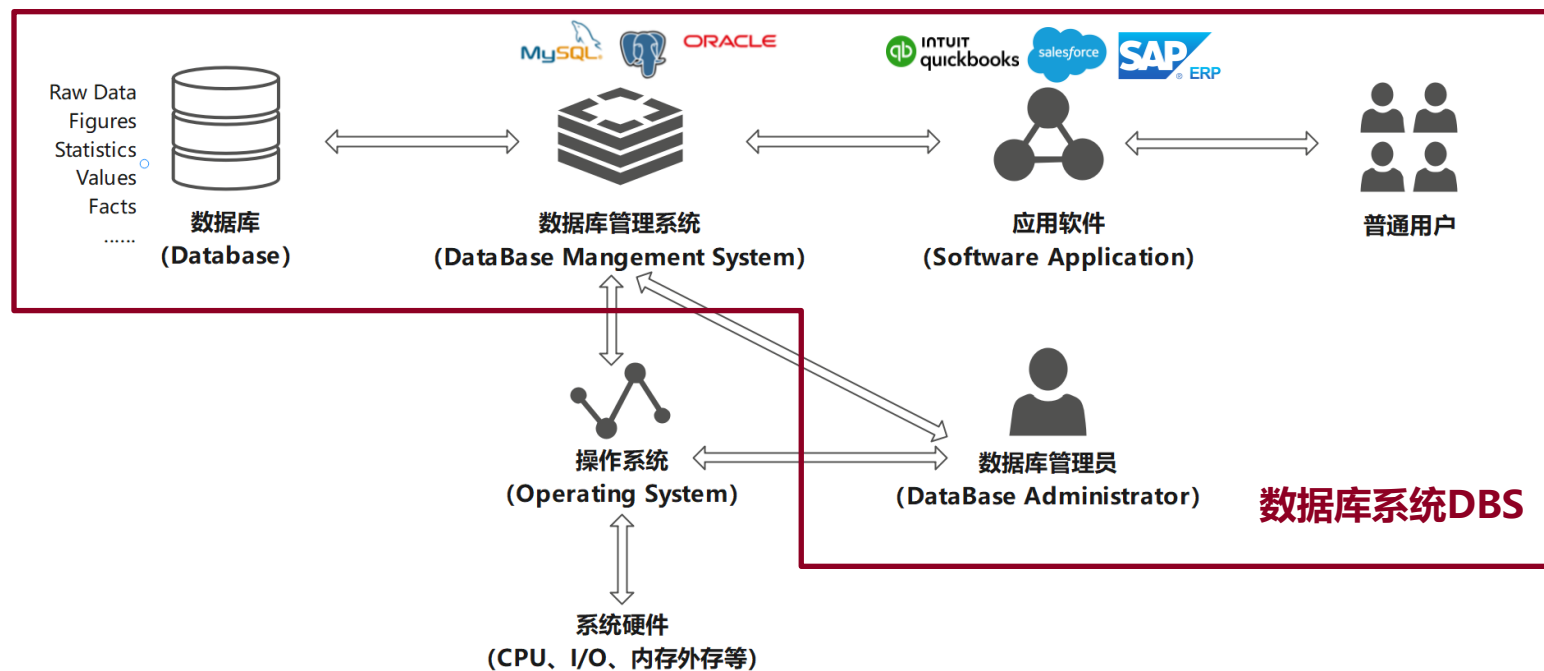 MySQL®
ORACLE
qb INTUIT quickbooks
salesforce
SAP® ERP
Raw Data
Figures
Statistics
Values
Facts
……
数据库
（Database）
数据库管理系统
（DataBase Mangement System）
应用软件
（Software Application）
普通用户
操作系统
（Operating System）
数据库管理员
（DataBase Administrator）
数据库系统DBS
系统硬件
（CPU、I/O、内存外存等）